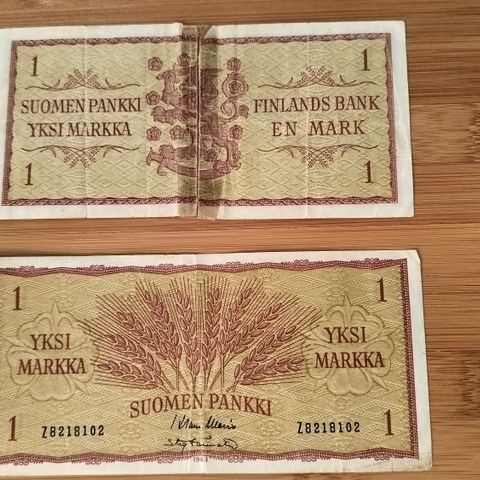 1 1
SUOMEN PANKKI FINLANDS BANK
YKSI MARKKA EN MARK
1 1
1 1
YKSI YKSI
MARKKA MARKKA
SUOMEN PANKKI
1 Z8218102 Z8218102 1
1963